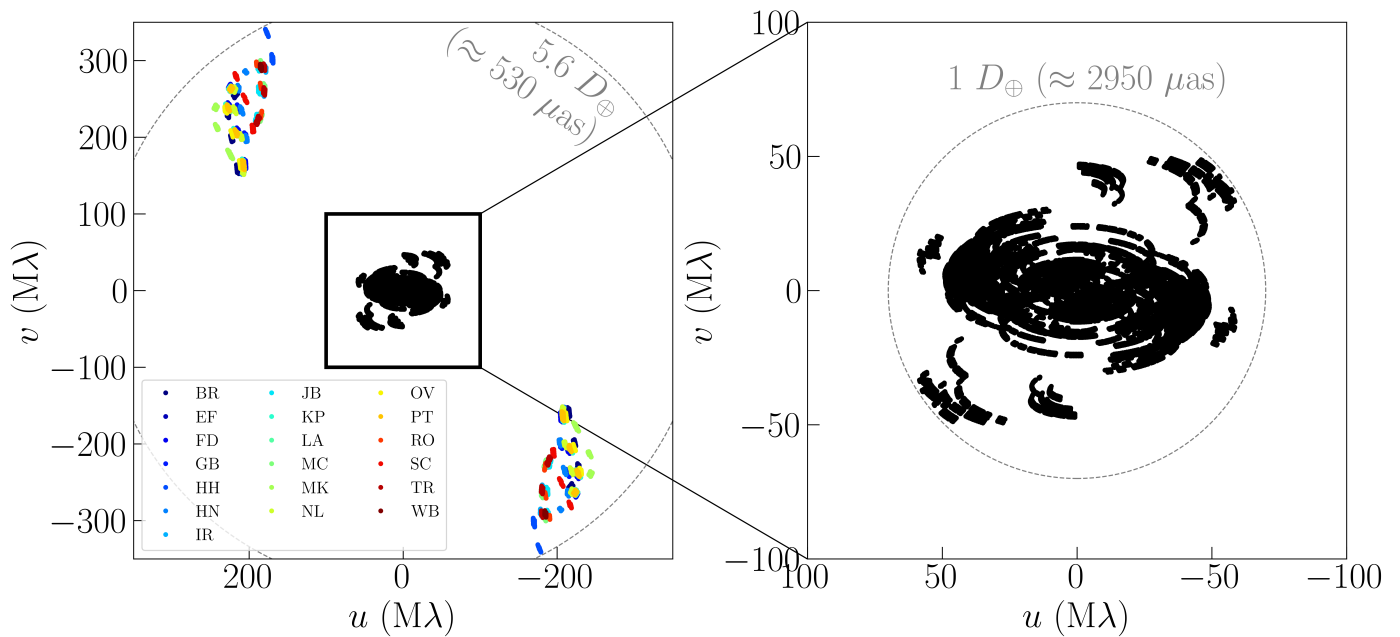 300
200
100
0
−100
−200
−300
v (Mλ)
200
0
−200
u (Mλ)
5.6 D⊕
(≈ 530 μas)
BR
EF
FD
GB
HH
HN
IR
JB
KP
LA
MC
MK
NL
OV
PT
RO
SC
TR
WB
100
50
0
−50
−100
v (Mλ)
100
50
0
−50
−100
u (Mλ)
1 D⊕ (≈ 2950 μas)